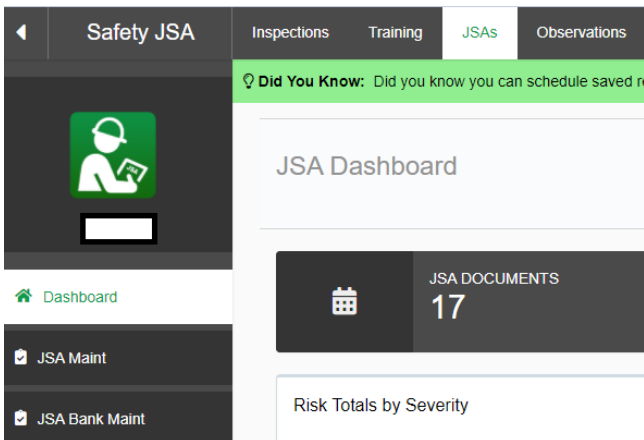 Safety JSA
Inspections Training JSAs Observations
Did You Know: Did you know you can schedule saved
JSA
JSA Dashboard
JSA DOCUMENTS
17
Dashboard
JSA Maint
JSA Bank Maint
Risk Totals by Severity